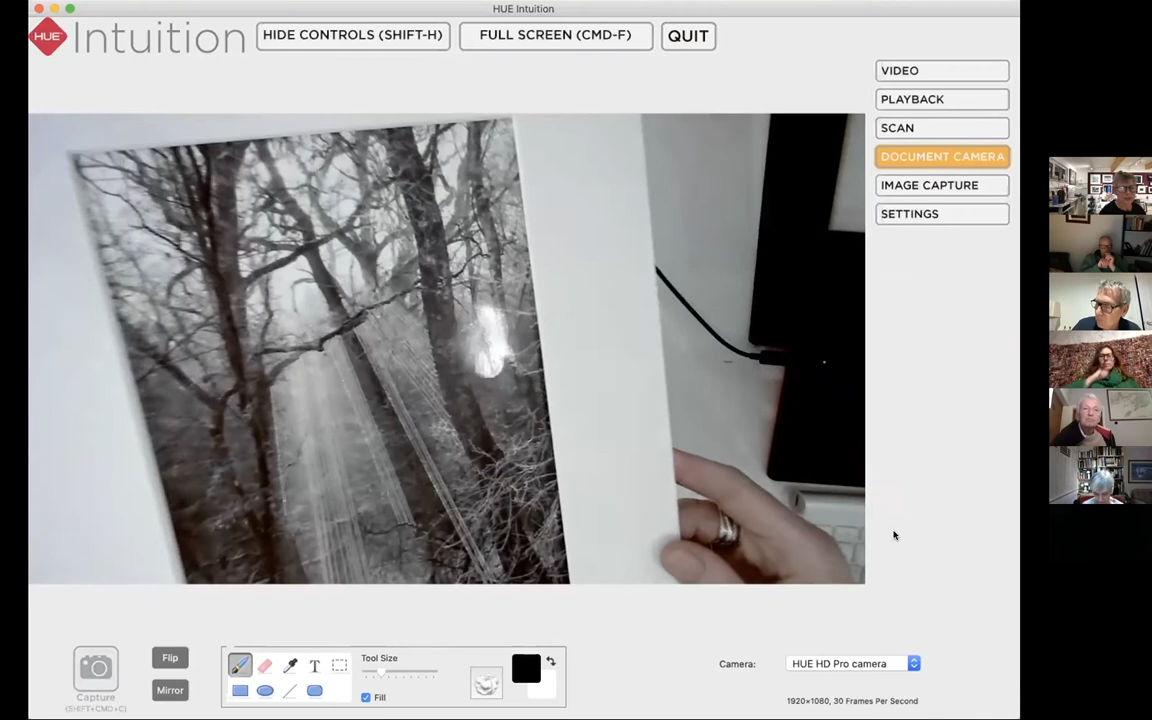 HUE Intuition
HUE Intuition
HIDE CONTROLS (SHIFT-H)
FULL SCREEN (CMD-F)
QUIT
VIDEO
PLAYBACK
SCAN
DOCUMENT CAMERA
IMAGE CAPTURE
SETTINGS
Capture
(SHIFT+CMD+C)
Flip
Mirror
T
Tool Size
Fill
Camera:
HUE HD Pro camera
1920×1080, 30 Frames Per Second